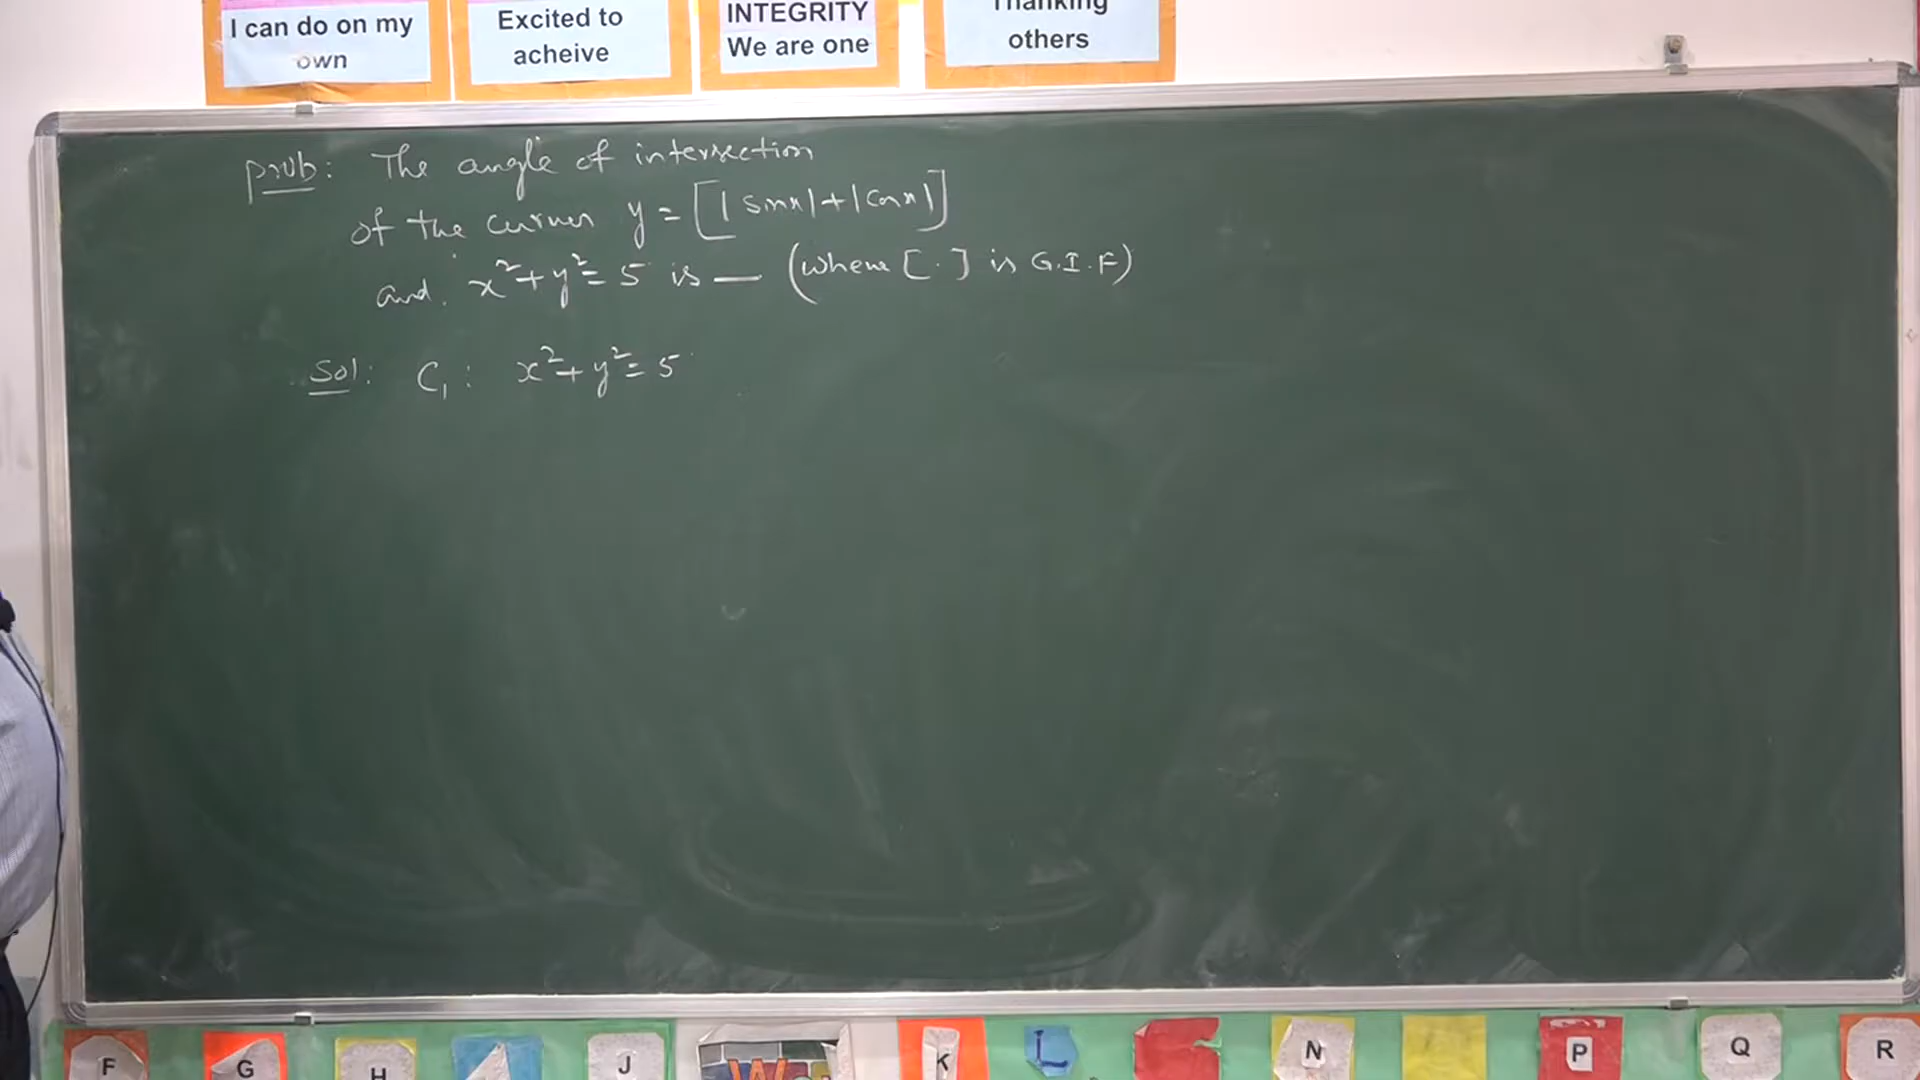 I can do on my
own
Excited to
acheive
INTEGRITY
We are one
Thanking
others
prob: The angle of intersection
of the curves y = [|sinx|+|cosx|]
and x²+y²=5 is — (where [.] is G.I.F)
Sol: C₁: x²+y²=5
F G H J K L N P Q R